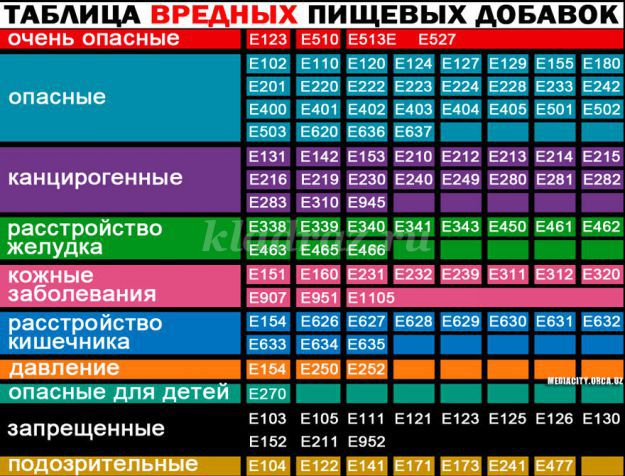 ТАБЛИЦА ВРЕДНЫХ ПИЩЕВЫХ ДОБАВОК
очень опасные E123 E510 E513E E527
опасные
E102 E110 E120 E124 E127 E129 E155 E180
E201 E220 E222 E223 E224 E228 E233 E242
E400 E401 E402 E403 E404 E405 E501 E502
E503 E620 E636 E637
канцирогенные
E131 E142 E153 E210 E212 E213 E214 E215
E216 E219 E230 E240 E249 E280 E281 E282
E283 E310 E945
расстройство желудка
E338 E339 E340 E341 E343 E450 E461 E462
E463 E465 E466
кожные заболевания
E151 E160 E231 E232 E239 E311 E312 E320
E907 E951 E1105
расстройство кишечника
E154 E626 E627 E628 E629 E630 E631 E632
E633 E634 E635
давление E154 E250 E252
MEDIACITY.ORCA.UZ
опасные для детей E270
запрещенные
E103 E105 E111 E121 E123 E125 E126 E130
E152 E211 E952
подозрительные E104 E122 E141 E171 E173 E241 E477